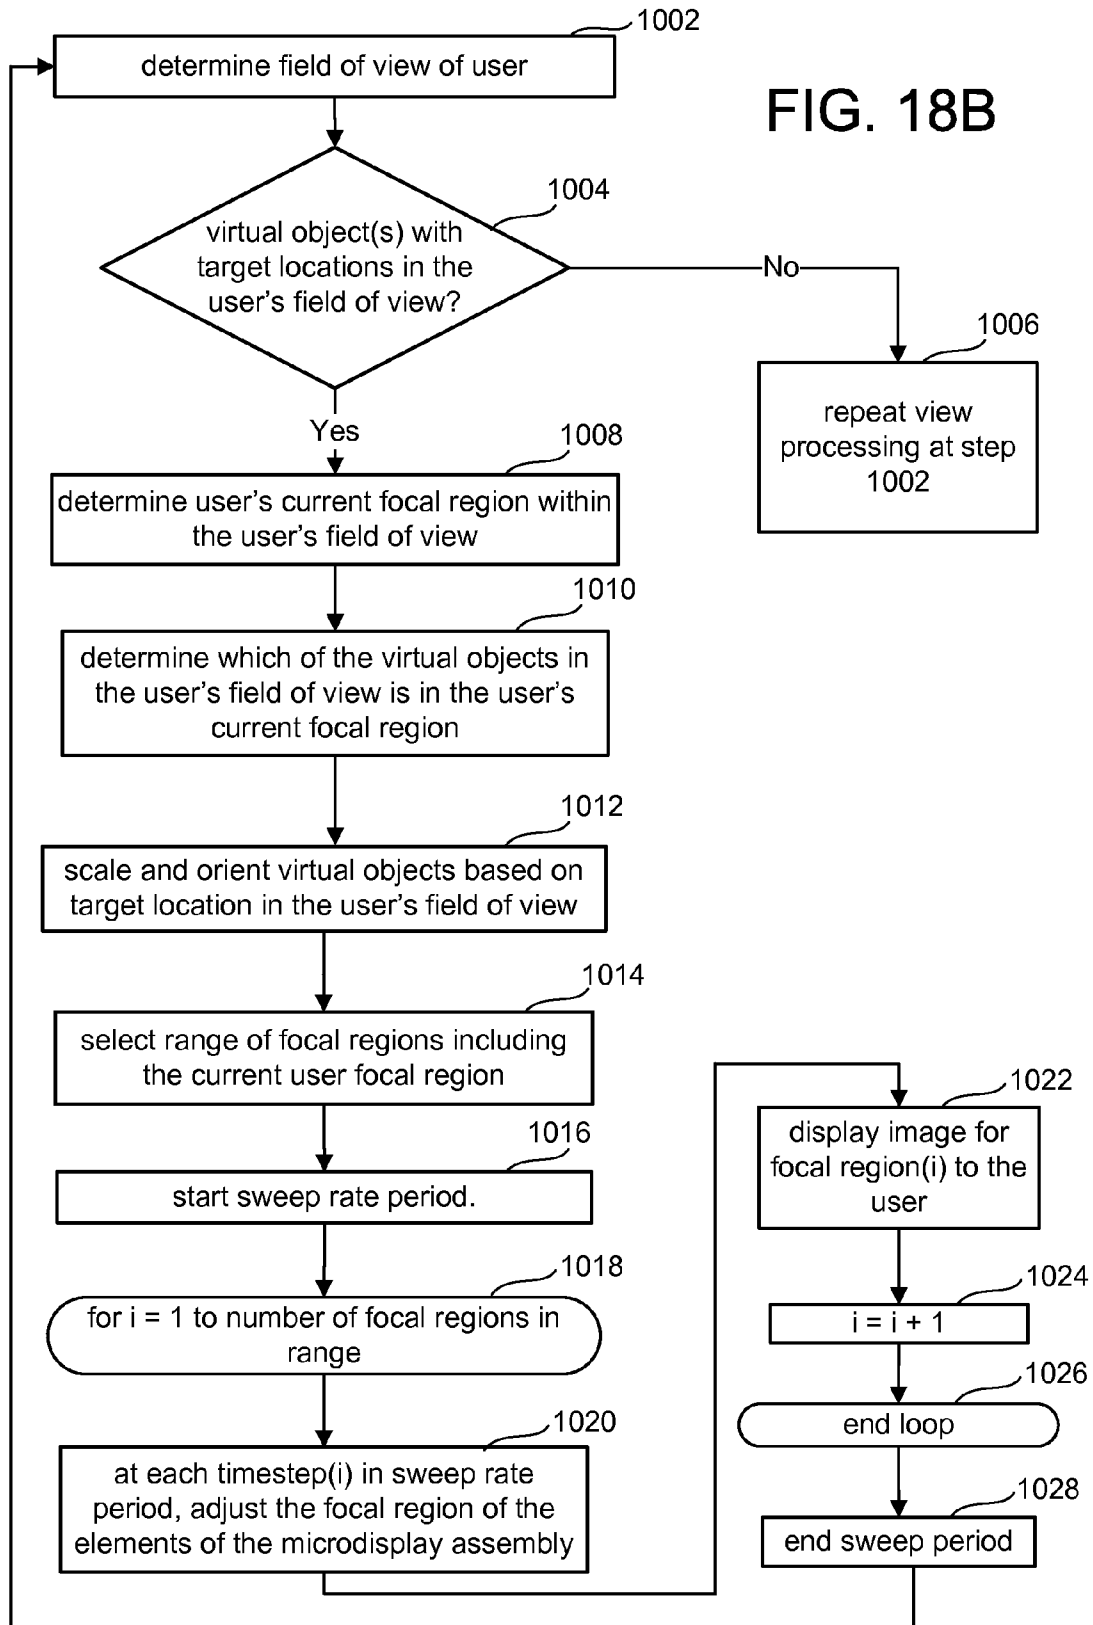 1002
determine field of view of user
FIG. 18B
1004
virtual object(s) with
target locations in the
user's field of view?
No
1006
repeat view
processing at step
1002
Yes
1008
determine user's current focal region within
the user's field of view
1010
determine which of the virtual objects in
the user's field of view is in the user's
current focal region
1012
scale and orient virtual objects based on
target location in the user's field of view
1014
select range of focal regions including
the current user focal region
1016
start sweep rate period.
1018
for i = 1 to number of focal regions in
range
1020
at each timestep(i) in sweep rate
period, adjust the focal region of the
elements of the microdisplay assembly
1022
display image for
focal region(i) to the
user
1024
i = i + 1
1026
end loop
1028
end sweep period